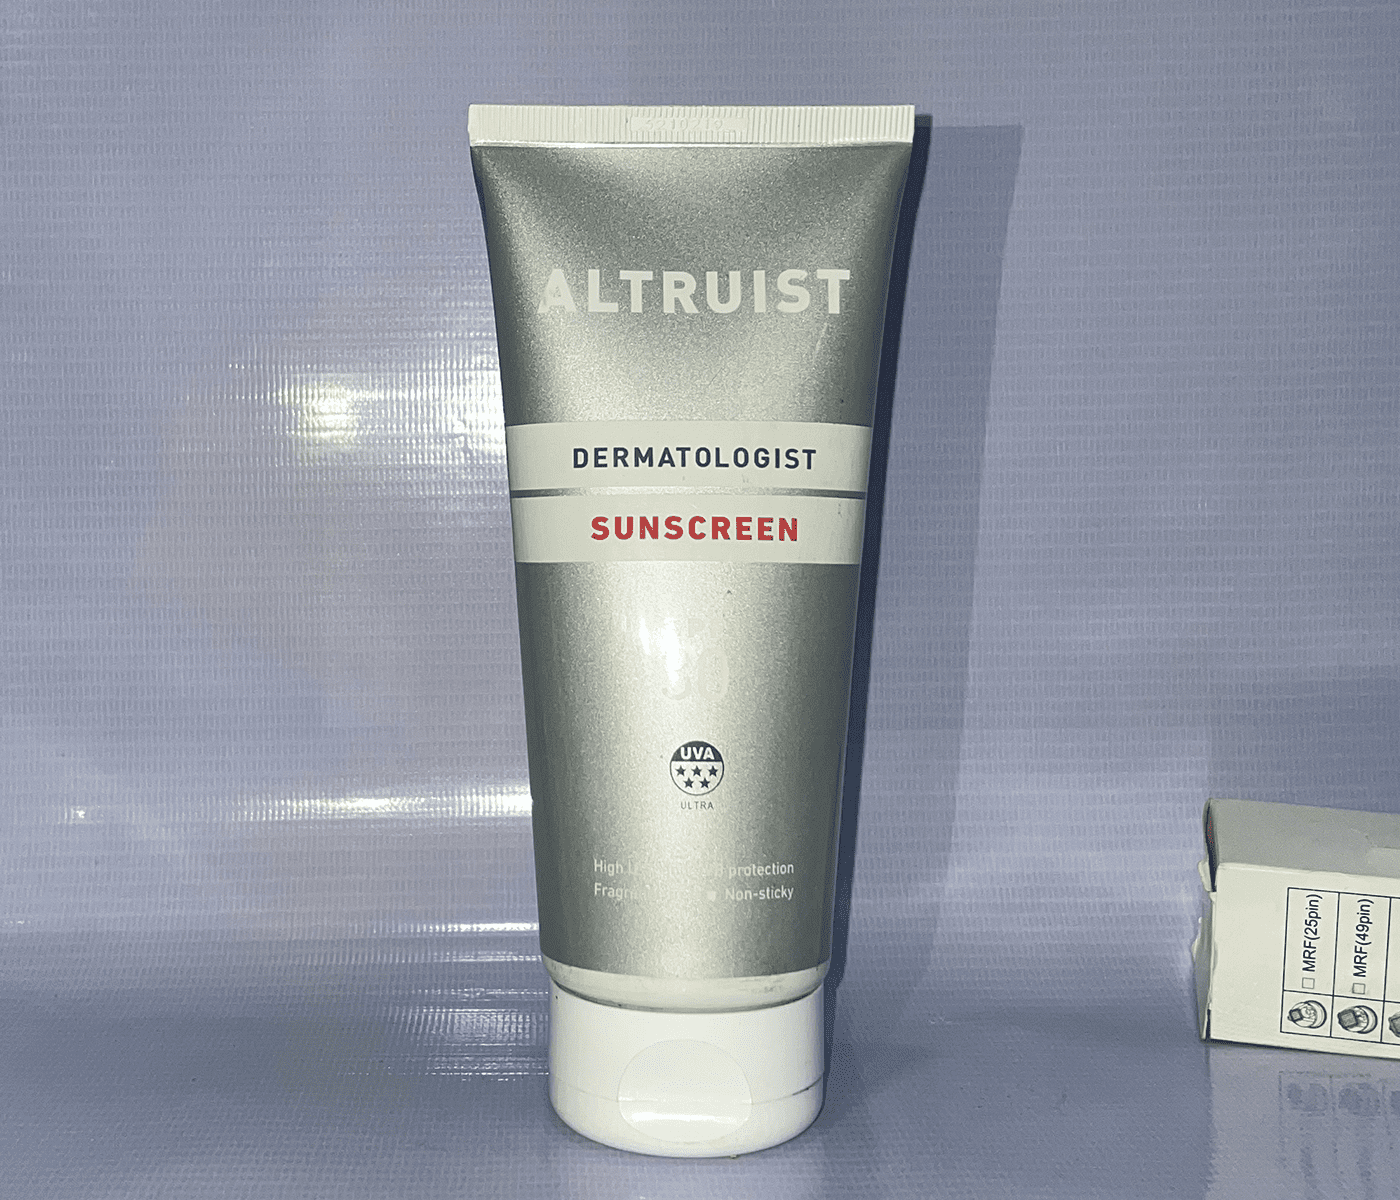 ALTRUIST
DERMATOLOGIST
SUNSCREEN
UVA
ULTRA
High protection
Non-sticky
MRF(25pin)
MRF(49pin)